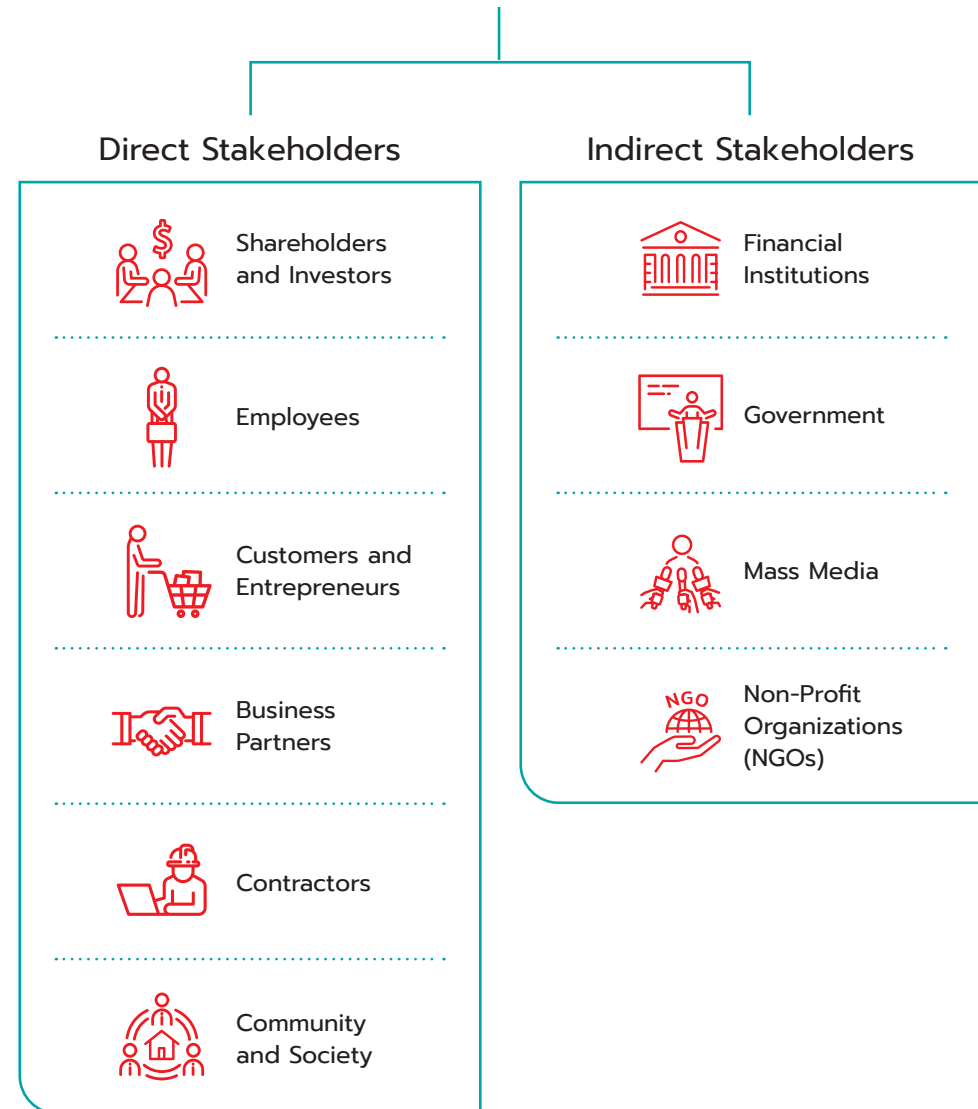 Direct Stakeholders
Shareholders
and Investors
Employees
Customers and
Entrepreneurs
Business
Partners
Contractors
Community
and Society
Indirect Stakeholders
Financial
Institutions
Government
Mass Media
NGO
Non-Profit
Organizations
(NGOs)